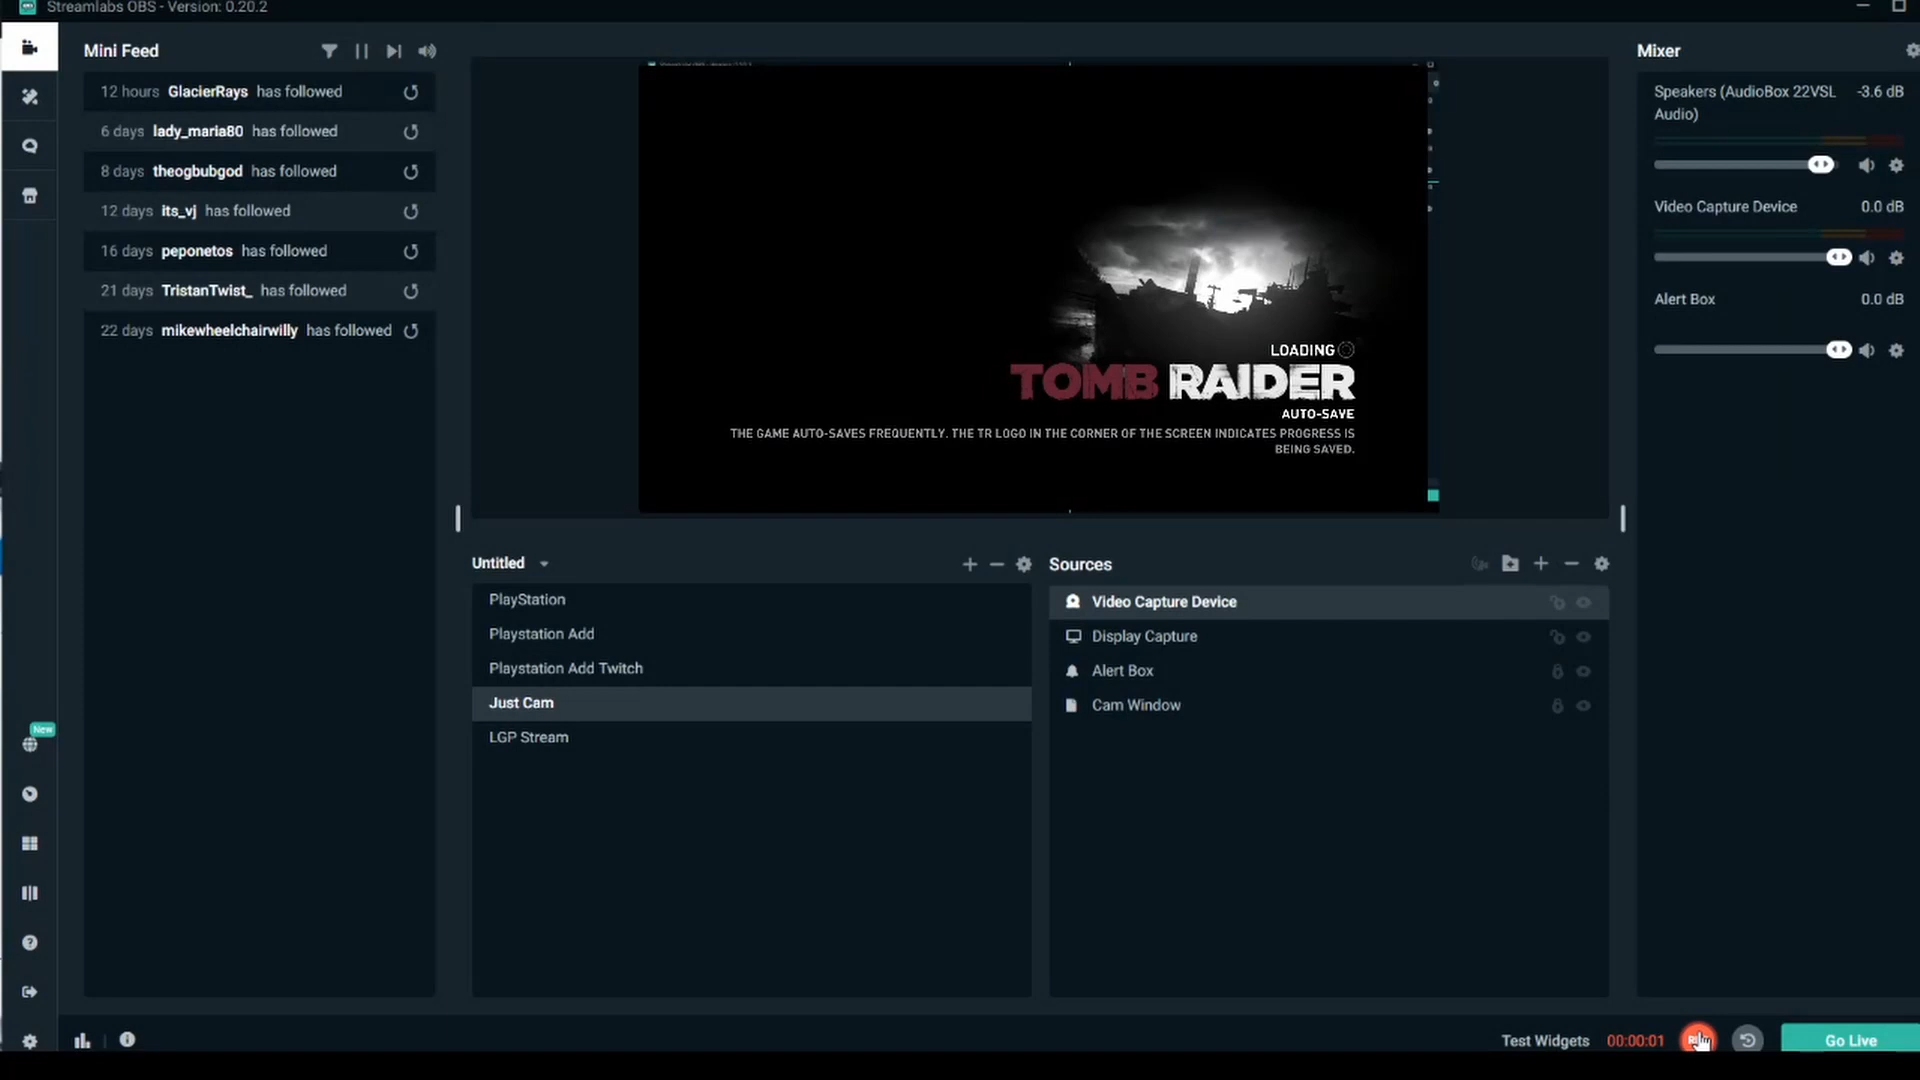 Streamlabs OBS - Version: 0.20.2
Mini Feed
12 hours GlacierRays has followed
6 days lady_maria80 has followed
8 days theogbubgod has followed
12 days its_vj has followed
16 days peponetos has followed
21 days TristanTwist_ has followed
22 days mikewheelchairwilly has followed
New
LOADING
TOMB RAIDER
AUTO-SAVE
THE GAME AUTO-SAVES FREQUENTLY. THE TR LOGO IN THE CORNER OF THE SCREEN INDICATES PROGRESS IS
BEING SAVED.
Untitled
PlayStation
Playstation Add
Playstation Add Twitch
Just Cam
LGP Stream
Sources
Video Capture Device
Display Capture
Alert Box
Cam Window
Mixer
Speakers (AudioBox 22VSL -3.6 dB
Audio)
Video Capture Device 0.0 dB
Alert Box 0.0 dB
Test Widgets 00:00:01 Go Live